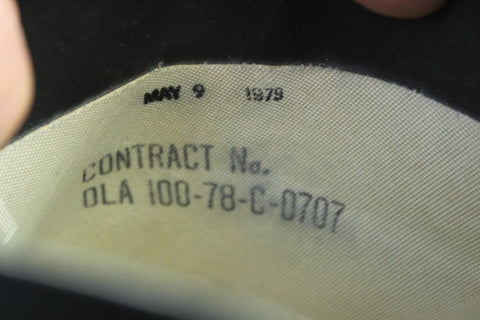 MAY 9 1979
CONTRACT No.
DLA 100-78-C-0707